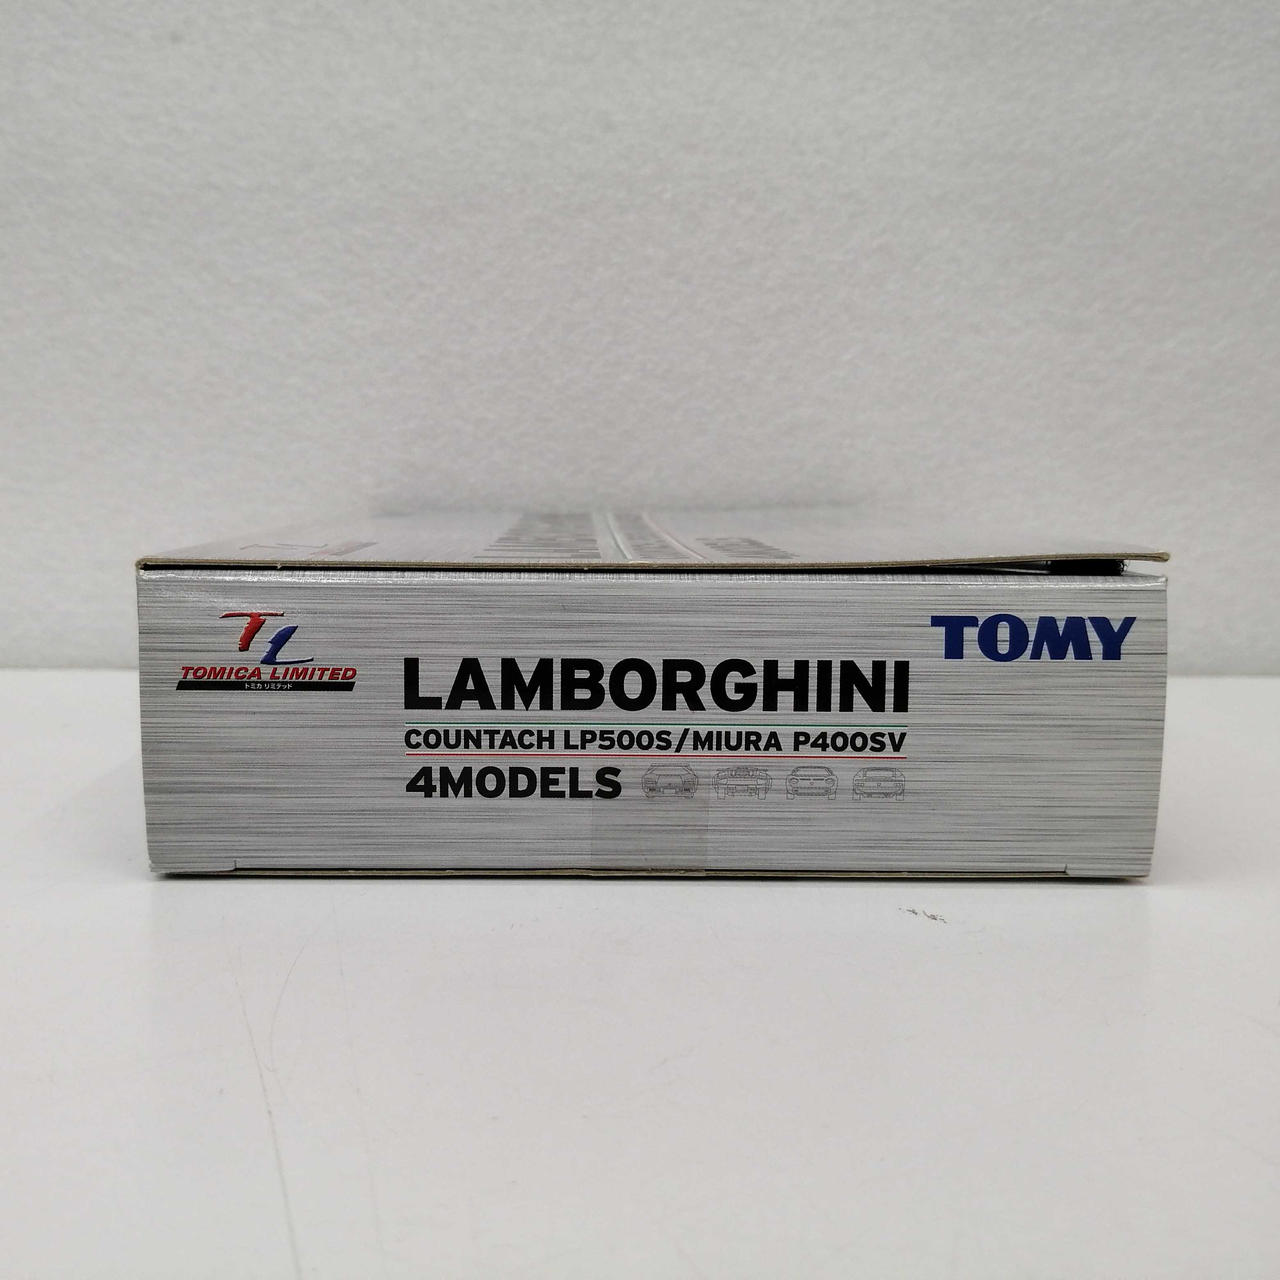 TL
TOMICA LIMITED
トミカ リミテッド
TOMY
LAMBORGHINI
COUNTACH LP500S/MIURA P400SV
4MODELS